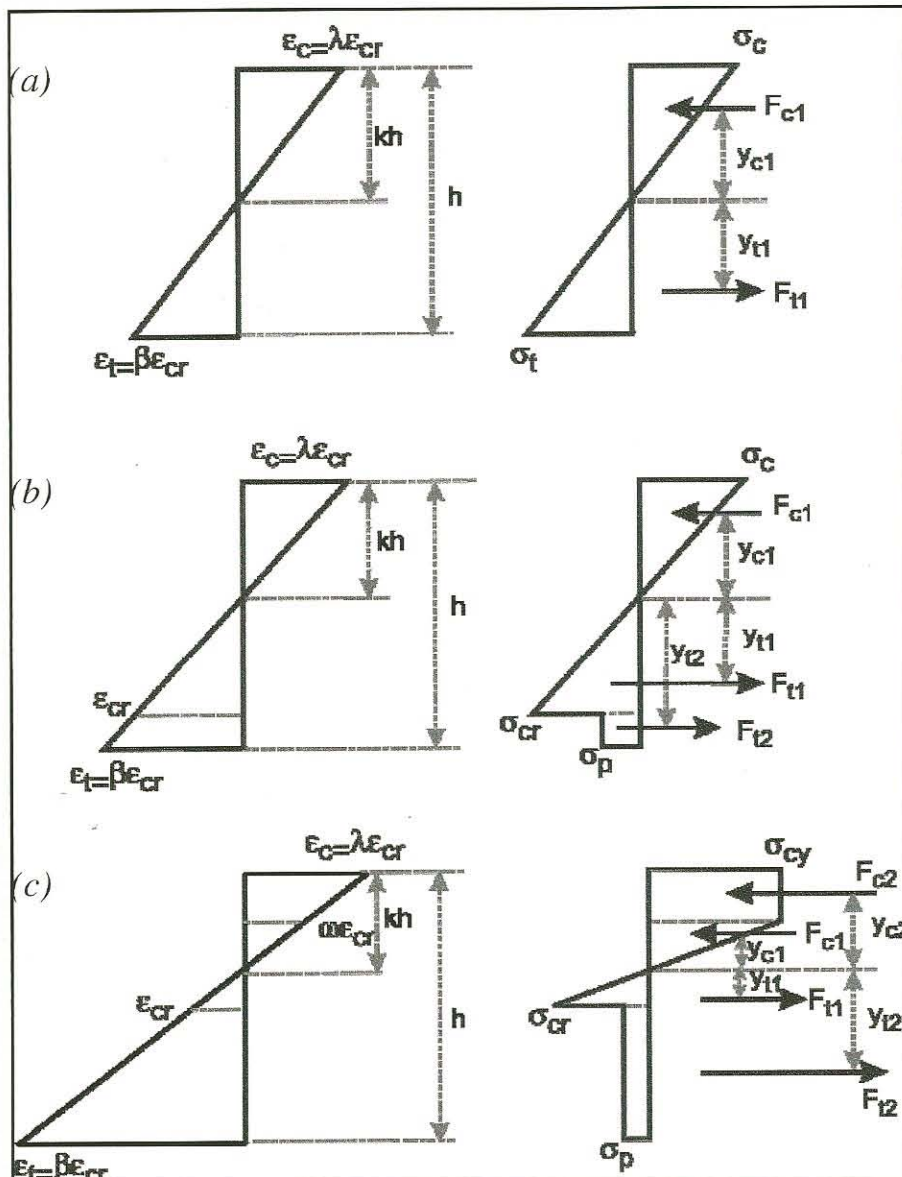 (a)
εc=λεcr
kh
h
εt=βεcr
σc
Fc1
yc1
yt1
Ft1
σt
(b)
εc=λεcr
kh
h
εcr
εt=βεcr
σc
Fc1
yc1
yt2
yt1
Ft1
σcr
Ft2
σp
(c)
εc=λεcr
ωεcr
kh
εcr
h
εt=βεcr
σcy
Fc2
Fc1
yc2
yc1
yt1
σcr
Ft1
yt2
Ft2
σp